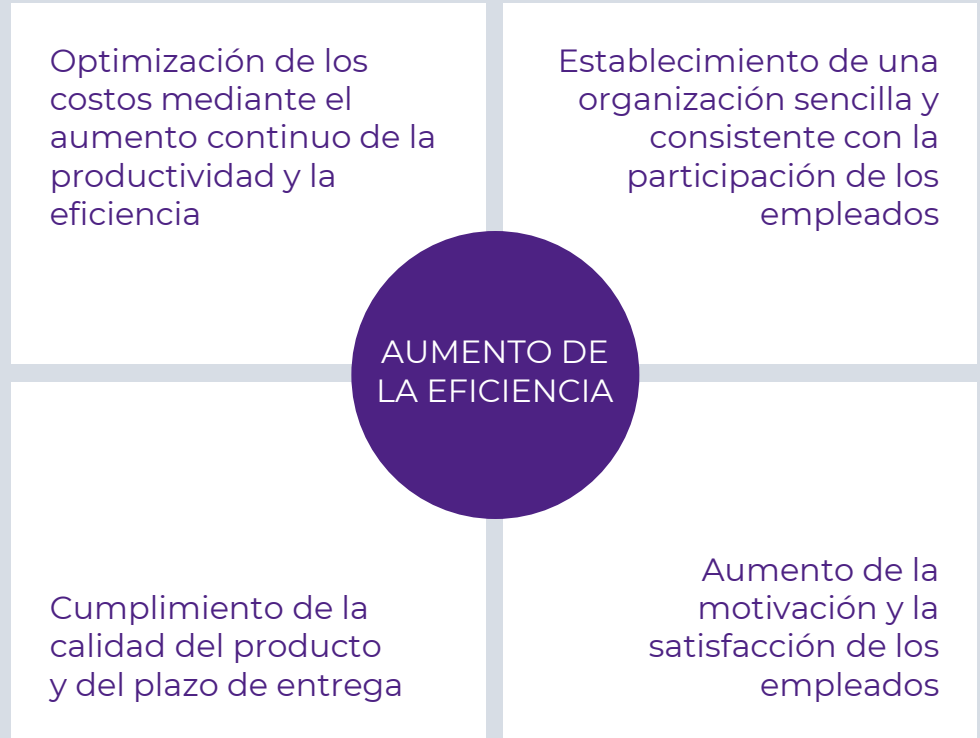 Optimización de los
costos mediante el
aumento continuo de la
productividad y la
eficiencia
Establecimiento de una
organización sencilla y
consistente con la
participación de los
empleados
AUMENTO DE
LA EFICIENCIA
Cumplimiento de la
calidad del producto
y del plazo de entrega
Aumento de la
motivación y la
satisfacción de los
empleados